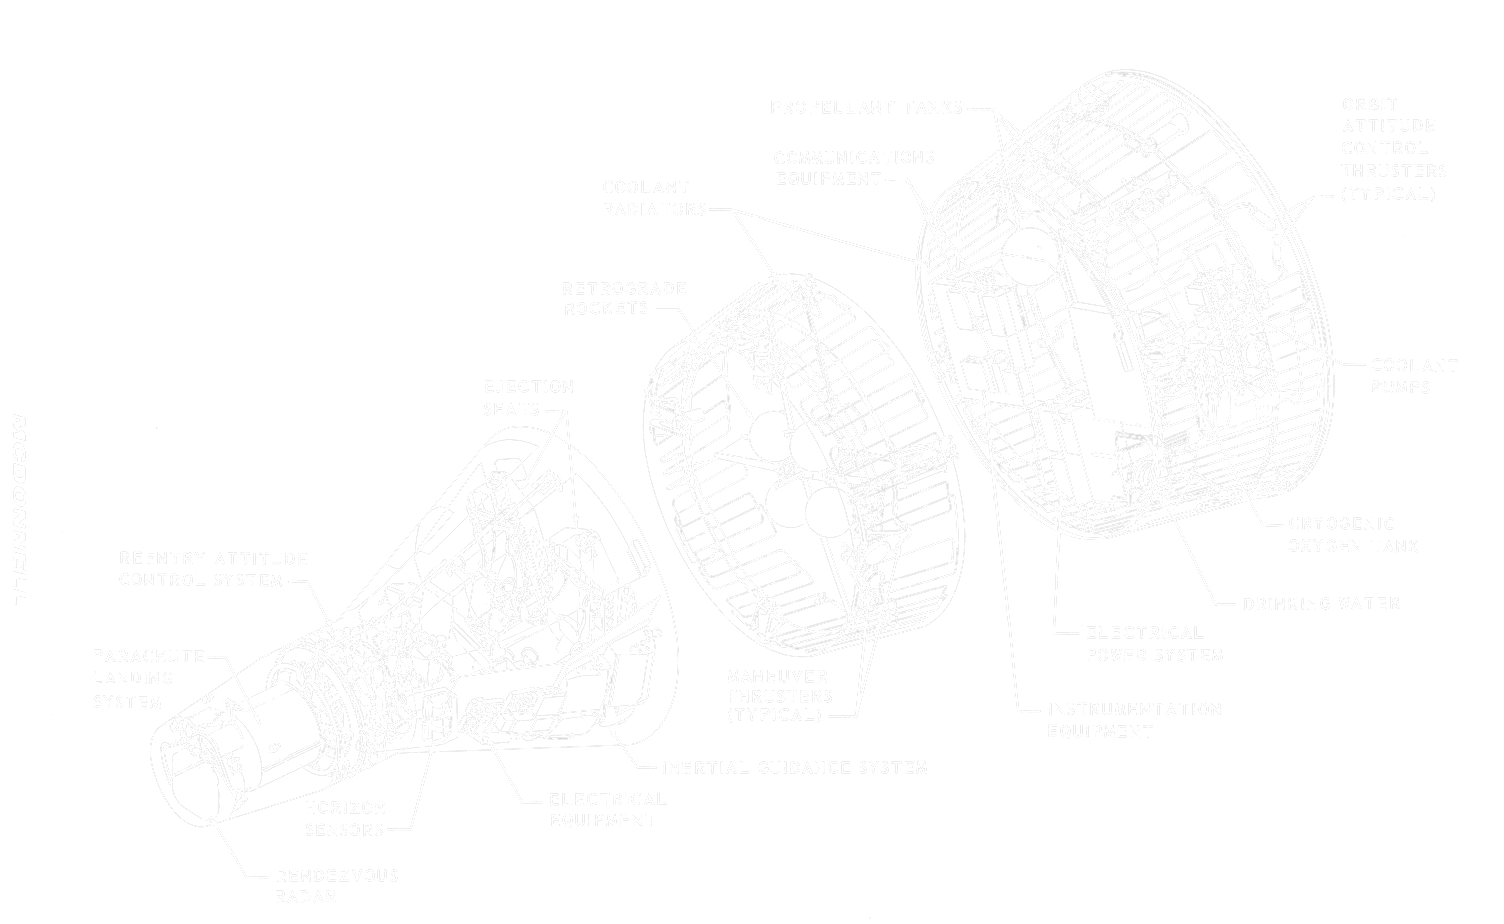 PROPELLANT TANKS
COMMUNICATIONS
EQUIPMENT
COOLANT
RADIATORS
ORBIT
ATTITUDE
CONTROL
THRUSTERS
(TYPICAL)
RETROGRADE
ROCKETS
EJECTION
SEATS
COOLANT
PUMPS
MCDONNELL
REENTRY ATTITUDE
CONTROL SYSTEM
CRYOGENIC
OXYGEN TANK
DRINKING WATER
ELECTRICAL
POWER SYSTEM
PARACHUTE
LANDING
SYSTEM
MANEUVER
THRUSTERS
(TYPICAL)
INSTRUMENTATION
EQUIPMENT
INERTIAL GUIDANCE SYSTEM
ELECTRICAL
EQUIPMENT
HORIZON
SENSORS
RENDEZVOUS
RADAR